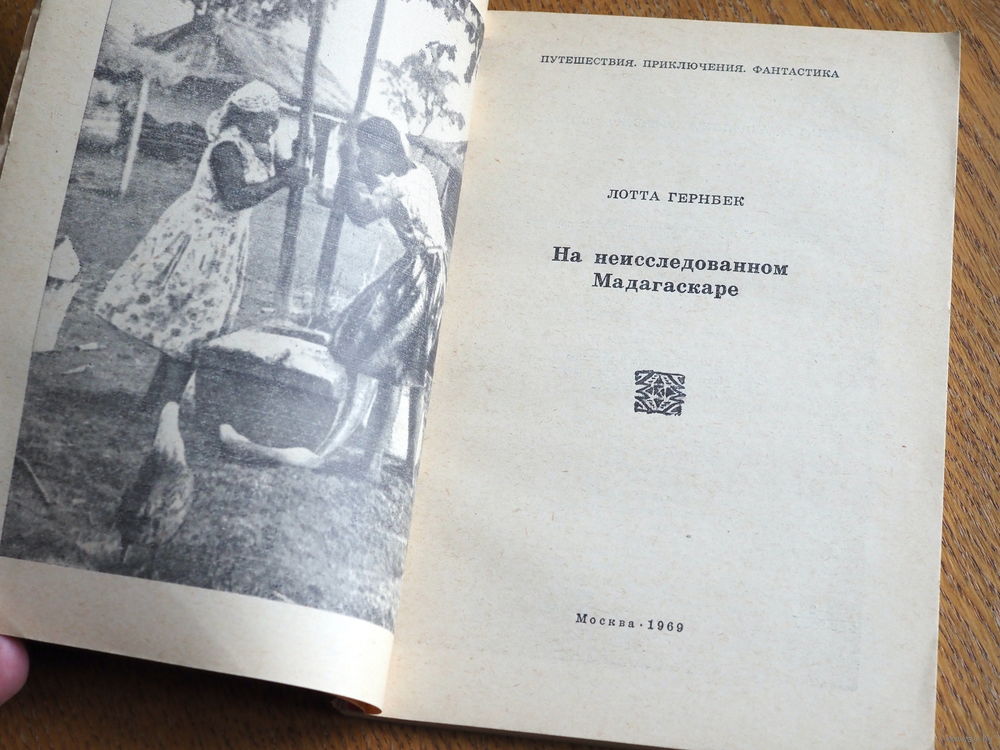 ПУТЕШЕСТВИЯ. ПРИКЛЮЧЕНИЯ. ФАНТАСТИКА
ЛОТТА ГЕРНБЕК
На неисследованном
Мадагаскаре
Москва · 1969